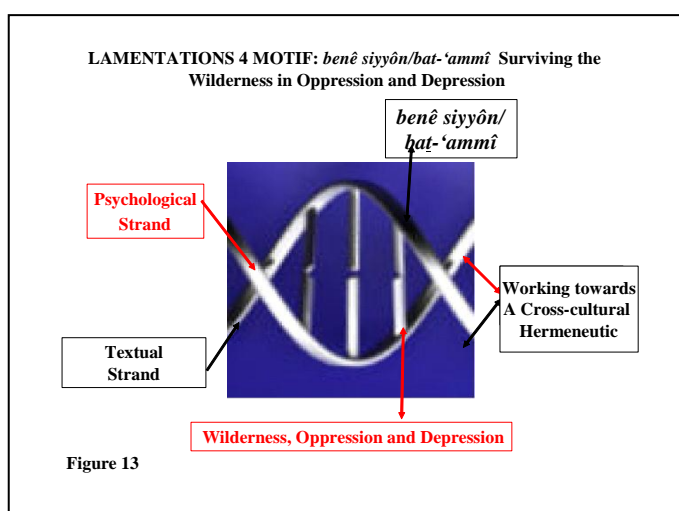 LAMENTATIONS 4 MOTIF: benê siyyôn/bat-‘ammî Surviving the
Wilderness in Oppression and Depression
benê siyyôn/
baṯ-‘ammî
Psychological
Strand
Working towards
A Cross-cultural
Hermeneutic
Textual
Strand
Wilderness, Oppression and Depression
Figure 13